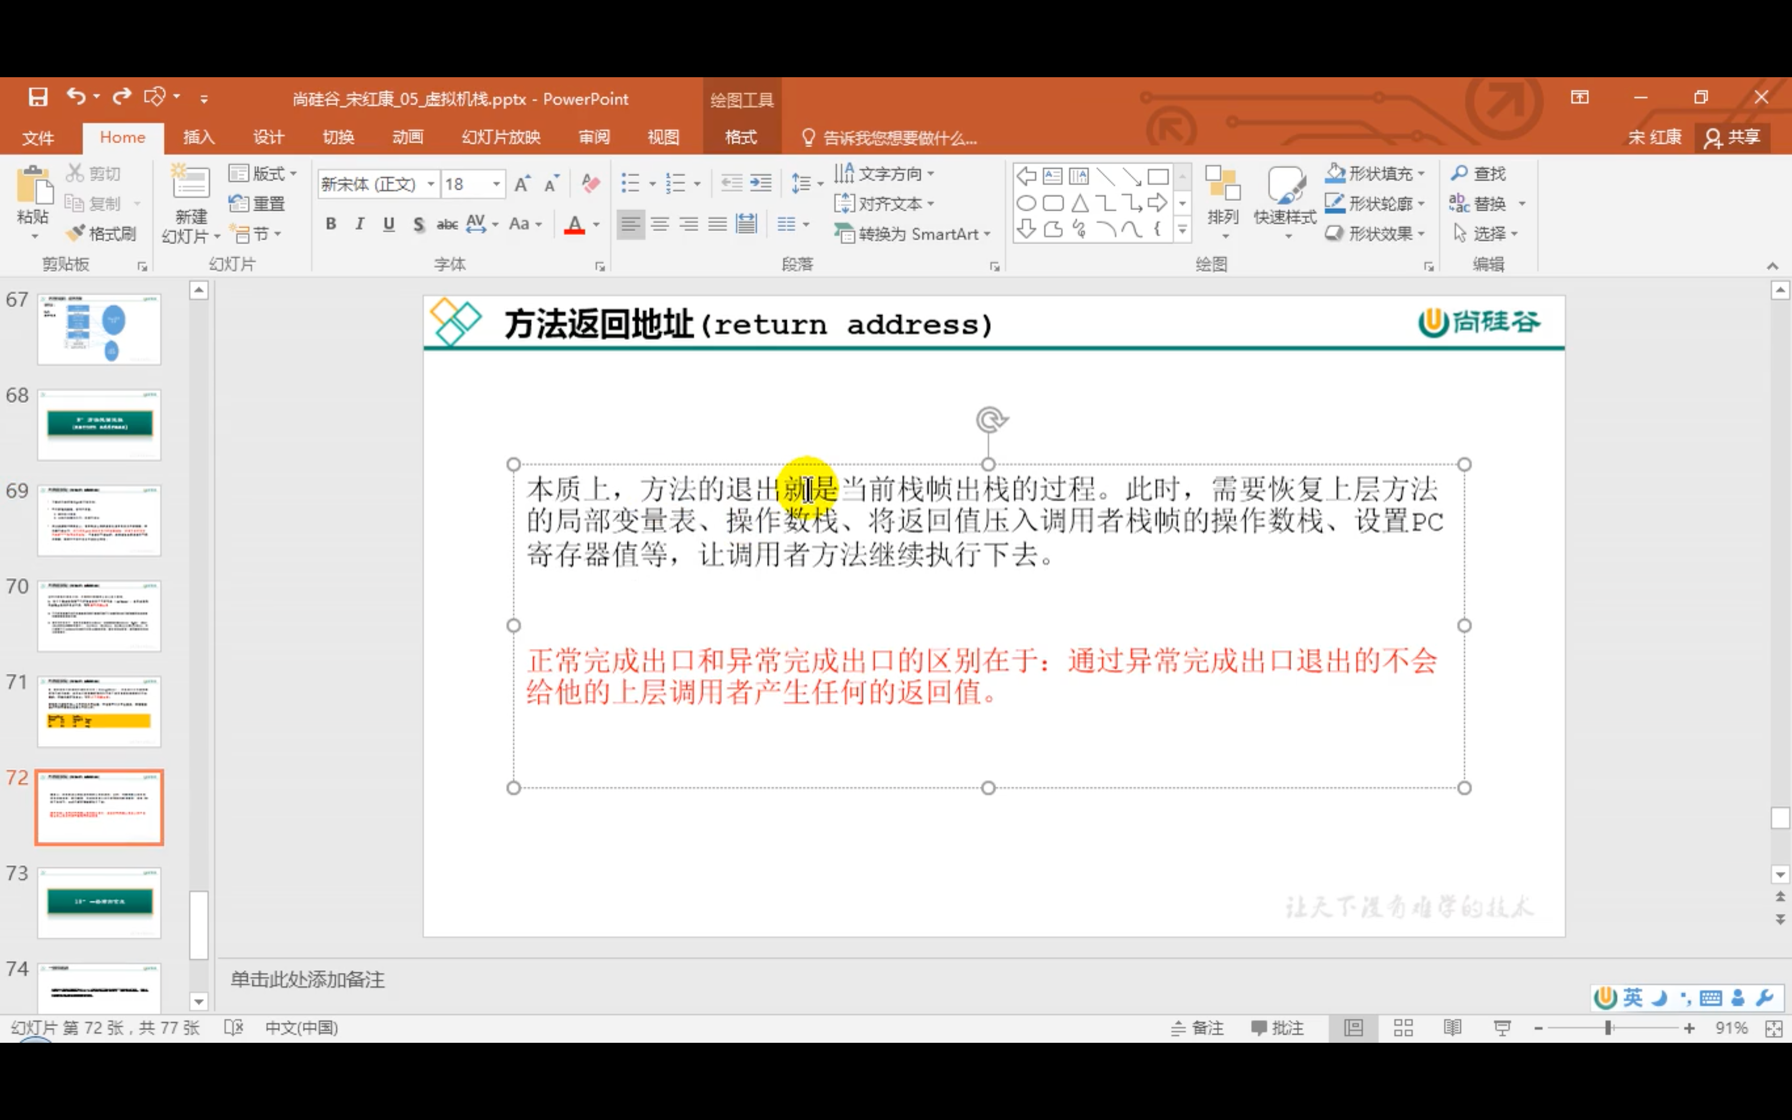 尚硅谷_宋红康_05_虚拟机栈.pptx - PowerPoint
绘图工具
文件 Home 插入 设计 切换 动画 幻灯片放映 审阅 视图 格式 告诉我您想要做什么... 宋 红康 共享
粘贴 剪切 复制 格式刷 剪贴板
新建 幻灯片 版式 重置 节 幻灯片
新宋体 (正文) 18
B I U S abc AV Aa A 字体
文字方向 对齐文本 转换为 SmartArt 段落
排列 快速样式 形状填充 形状轮廓 形状效果 绘图
查找 替换 选择 编辑
67
68
69
70
71
72
73
74
方法返回地址(return address)
尚硅谷
本质上，方法的退出就是当前栈帧出栈的过程。此时，需要恢复上层方法
的局部变量表、操作数栈、将返回值压入调用者栈帧的操作数栈、设置PC
寄存器值等，让调用者方法继续执行下去。
正常完成出口和异常完成出口的区别在于：通过异常完成出口退出的不会
给他的上层调用者产生任何的返回值。
让天下没有难学的技术
单击此处添加备注
英
幻灯片 第 72 张，共 77 张 中文(中国) 备注 批注 91%